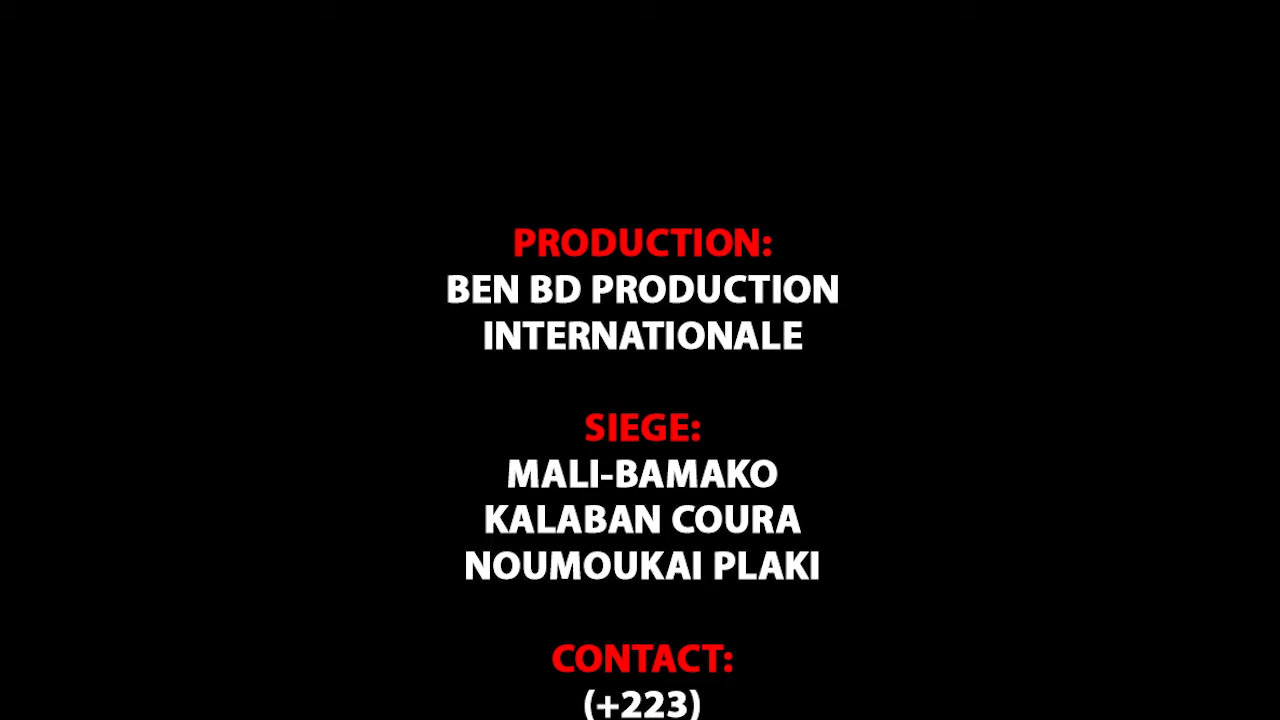 PRODUCTION:
BEN BD PRODUCTION
INTERNATIONALE
SIEGE:
MALI-BAMAKO
KALABAN COURA
NOUMOUKAI PLAKI
CONTACT:
(+223)